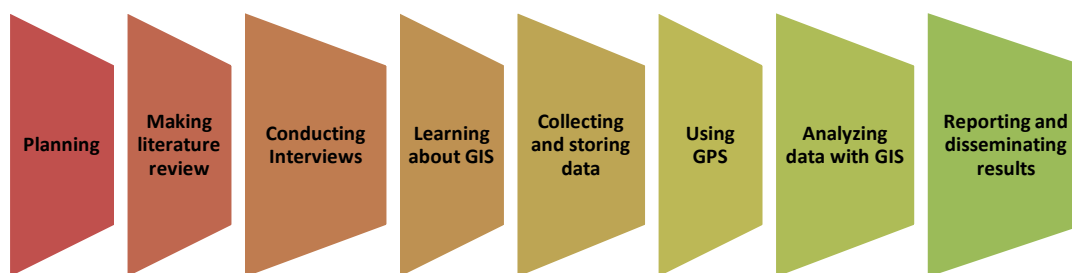 Planning
Making
literature
review
Conducting
Interviews
Learning
about GIS
Collecting
and storing
data
Using
GPS
Analyzing
data with GIS
Reporting and
disseminating
results